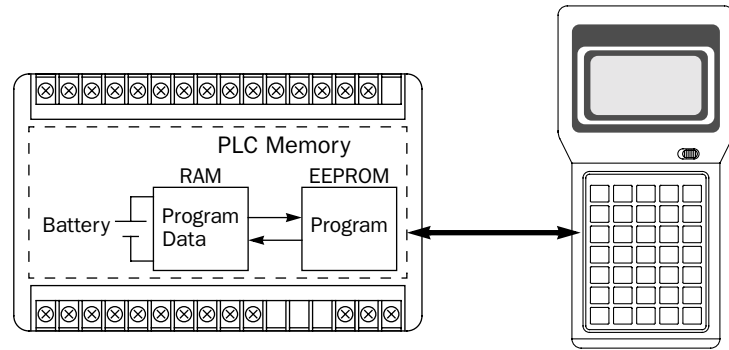 PLC Memory
RAM
EEPROM
Battery
Program
Data
Program